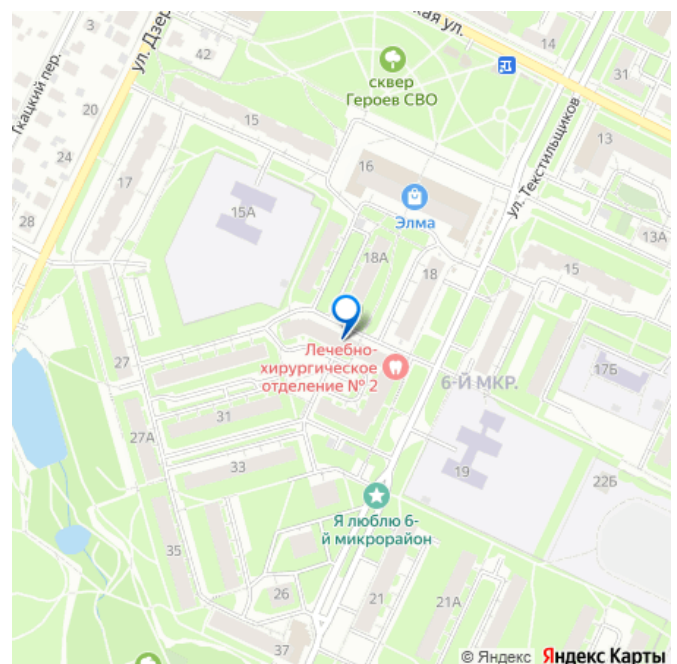 3
42
ул. Дзер
Ткацкий пер.
кая ул.
14
31
сквер
Героев СВО
ул. Текстильщиков
20
15
13
24
17
16
15А
Элма
13А
28
18А
18
15
Лечебно-
хирургическое
отделение № 2
27
6-Й МКР.
17Б
31
27А
33
19
22Б
Я люблю 6-
й микрорайон
35
26
21
21А
37
© Яндекс Яндекс Карты